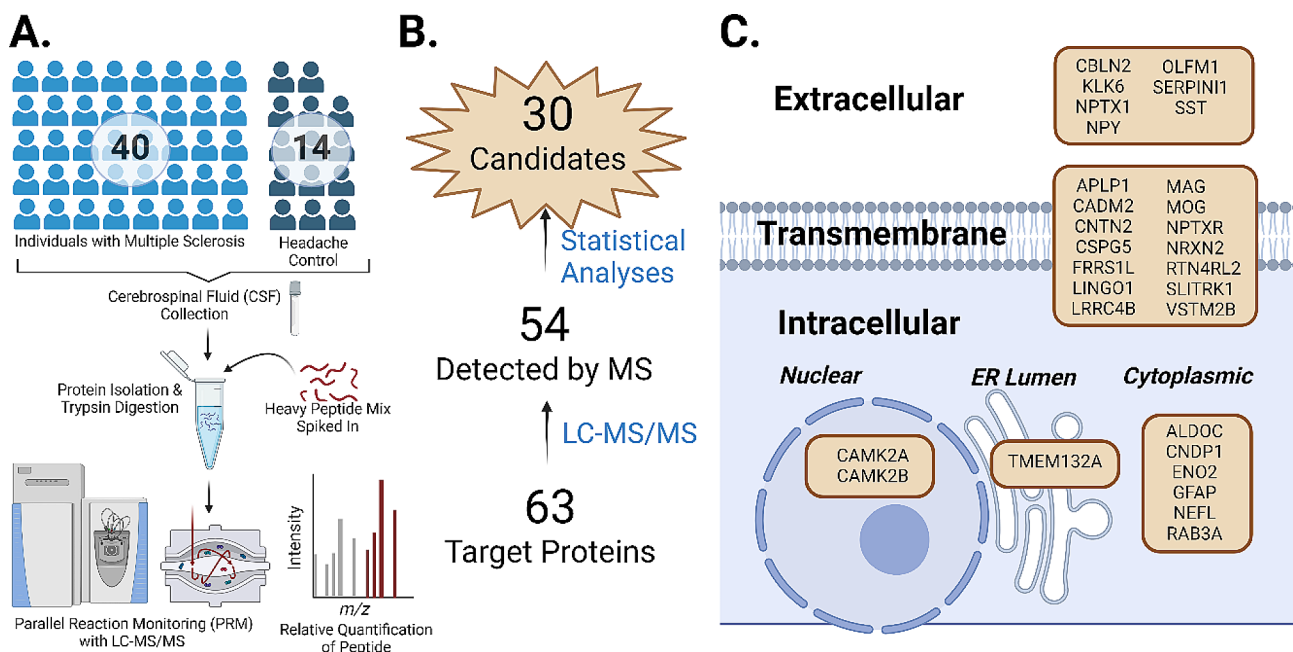 A.
40
14
Individuals with Multiple Sclerosis
Headache
Control
Cerebrospinal Fluid (CSF)
Collection
Protein Isolation &
Trypsin Digestion
Heavy Peptide Mix
Spiked In
Parallel Reaction Monitoring (PRM)
with LC-MS/MS
Intensity
m/z
Relative Quantification
of Peptide
B.
30
Candidates
Statistical
Analyses
54
Detected by MS
LC-MS/MS
63
Target Proteins
C.
Extracellular
CBLN2
KLK6
NPTX1
NPY
OLFM1
SERPINI1
SST
Transmembrane
APLP1
CADM2
CNTN2
CSPG5
FRRS1L
LINGO1
LRRC4B
MAG
MOG
NPTXR
NRXN2
RTN4RL2
SLITRK1
VSTM2B
Intracellular
Nuclear
CAMK2A
CAMK2B
ER Lumen
TMEM132A
Cytoplasmic
ALDOC
CNDP1
ENO2
GFAP
NEFL
RAB3A